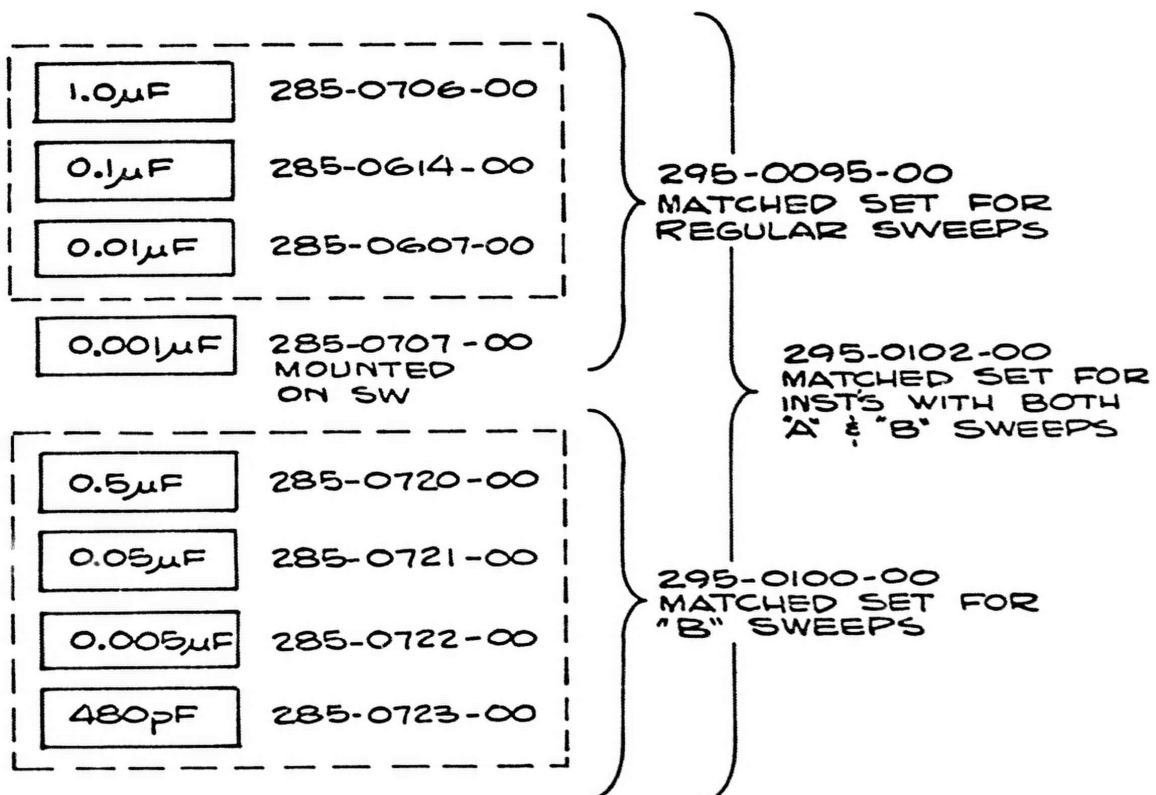 1.0µF 285-0706-00
0.1µF 285-0614-00
0.01µF 285-0607-00
0.001µF 285-0707-00
MOUNTED
ON SW
295-0095-00
MATCHED SET FOR
REGULAR SWEEPS
295-0102-00
MATCHED SET FOR
INST'S WITH BOTH
"A" & "B" SWEEPS
0.5µF 285-0720-00
0.05µF 285-0721-00
0.005µF 285-0722-00
480pF 285-0723-00
295-0100-00
MATCHED SET FOR
"B" SWEEPS